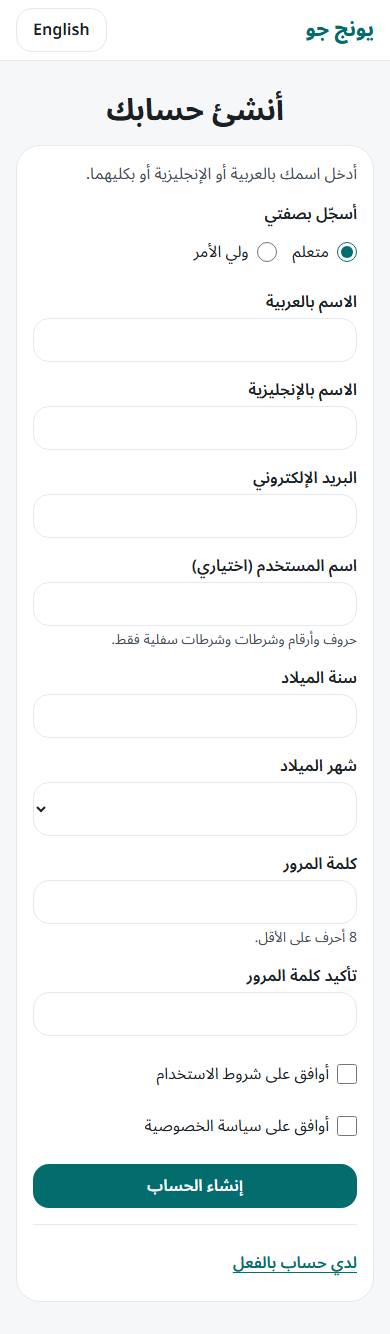 يونج جو
English
أنشئ حسابك
أدخل اسمك بالعربية أو الإنجليزية أو بكليهما.
أسجّل بصفتي
متعلم
ولي الأمر
الاسم بالعربية
الاسم بالإنجليزية
البريد الإلكتروني
اسم المستخدم (اختياري)
حروف وأرقام وشرطات وشرطات سفلية فقط.
سنة الميلاد
شهر الميلاد
كلمة المرور
8 أحرف على الأقل.
تأكيد كلمة المرور
أوافق على شروط الاستخدام
أوافق على سياسة الخصوصية
إنشاء الحساب
لدي حساب بالفعل